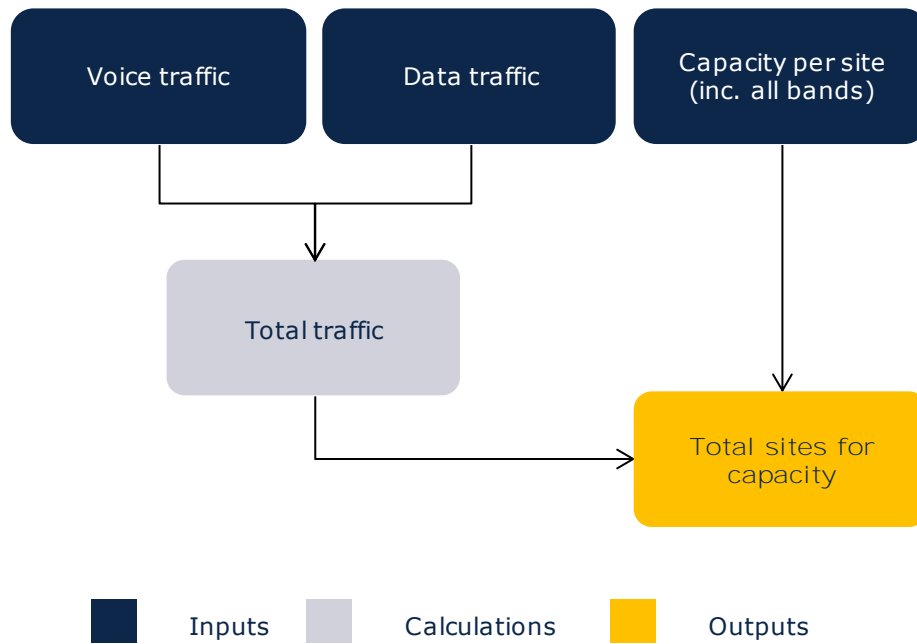 Voice traffic
Data traffic
Capacity per site
(inc. all bands)
Total traffic
Total sites for
capacity
Inputs
Calculations
Outputs